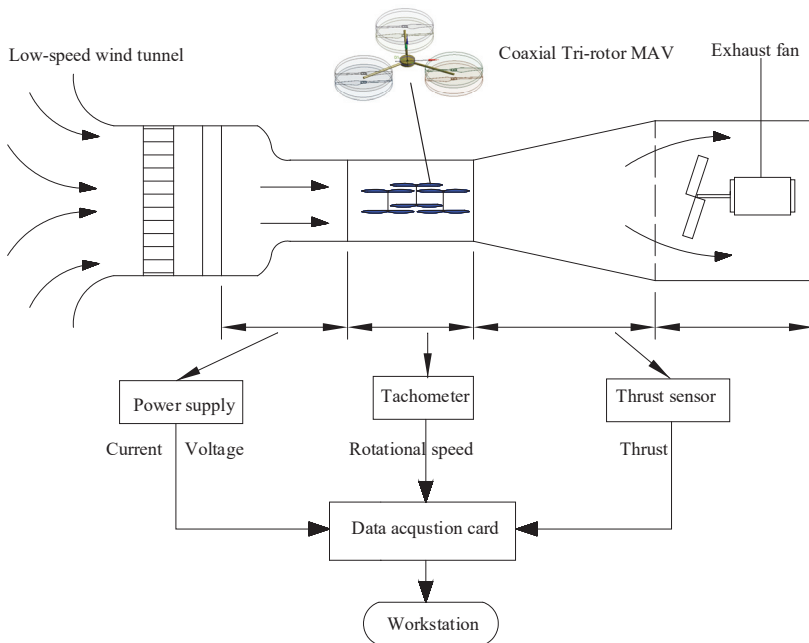 Low-speed wind tunnel
Coaxial Tri-rotor MAV
Exhaust fan
Power supply
Tachometer
Thrust sensor
Current
Voltage
Rotational speed
Thrust
Data acqustion card
Workstation